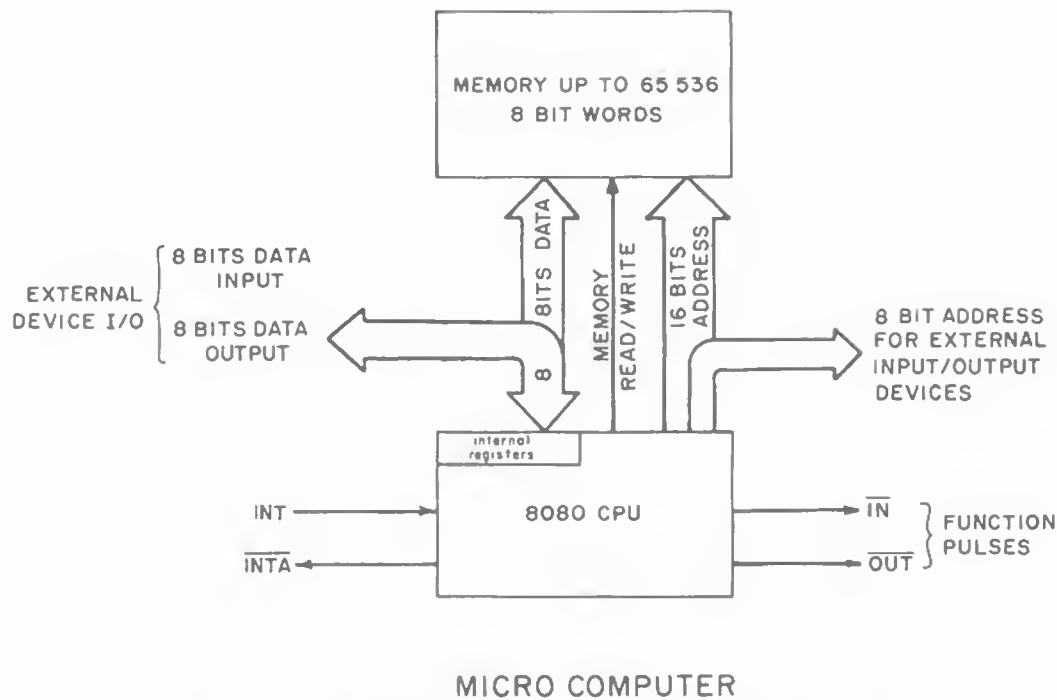 MEMORY UP TO 65 536
8 BIT WORDS
8 BITS DATA
MEMORY
READ/WRITE
16 BITS
ADDRESS
EXTERNAL
DEVICE I/O
8 BITS DATA
INPUT
8 BITS DATA
OUTPUT
8
8 BIT ADDRESS
FOR EXTERNAL
INPUT/OUTPUT
DEVICES
internal
registers
8080 CPU
INT
INTA
IN
OUT
FUNCTION
PULSES
MICRO COMPUTER